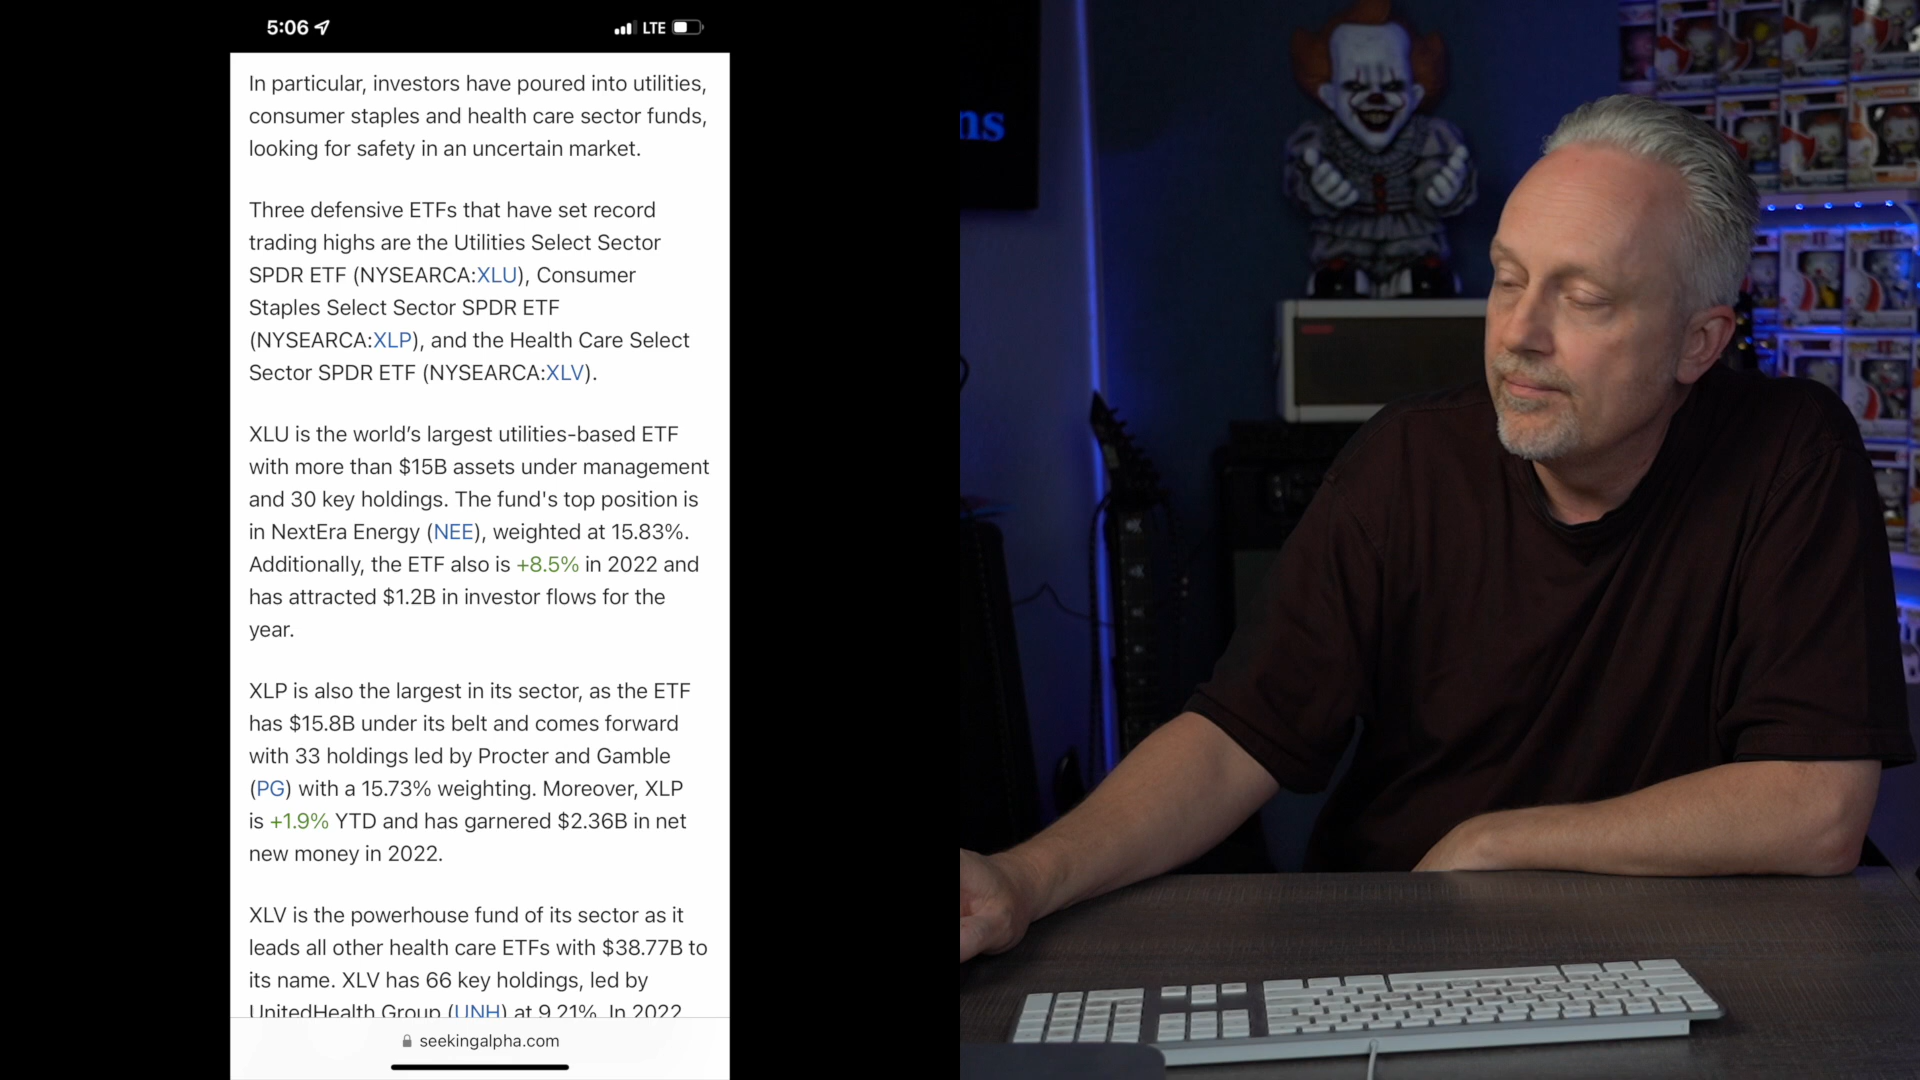 5:06
LTE
In particular, investors have poured into utilities,
consumer staples and health care sector funds,
looking for safety in an uncertain market.
Three defensive ETFs that have set record
trading highs are the Utilities Select Sector
SPDR ETF (NYSEARCA:XLU), Consumer
Staples Select Sector SPDR ETF
(NYSEARCA:XLP), and the Health Care Select
Sector SPDR ETF (NYSEARCA:XLV).
XLU is the world’s largest utilities-based ETF
with more than $15B assets under management
and 30 key holdings. The fund's top position is
in NextEra Energy (NEE), weighted at 15.83%.
Additionally, the ETF also is +8.5% in 2022 and
has attracted $1.2B in investor flows for the
year.
XLP is also the largest in its sector, as the ETF
has $15.8B under its belt and comes forward
with 33 holdings led by Procter and Gamble
(PG) with a 15.73% weighting. Moreover, XLP
is +1.9% YTD and has garnered $2.36B in net
new money in 2022.
XLV is the powerhouse fund of its sector as it
leads all other health care ETFs with $38.77B to
its name. XLV has 66 key holdings, led by
UnitedHealth Group (UNH) at 9.21%. In 2022
seekingalpha.com
ns